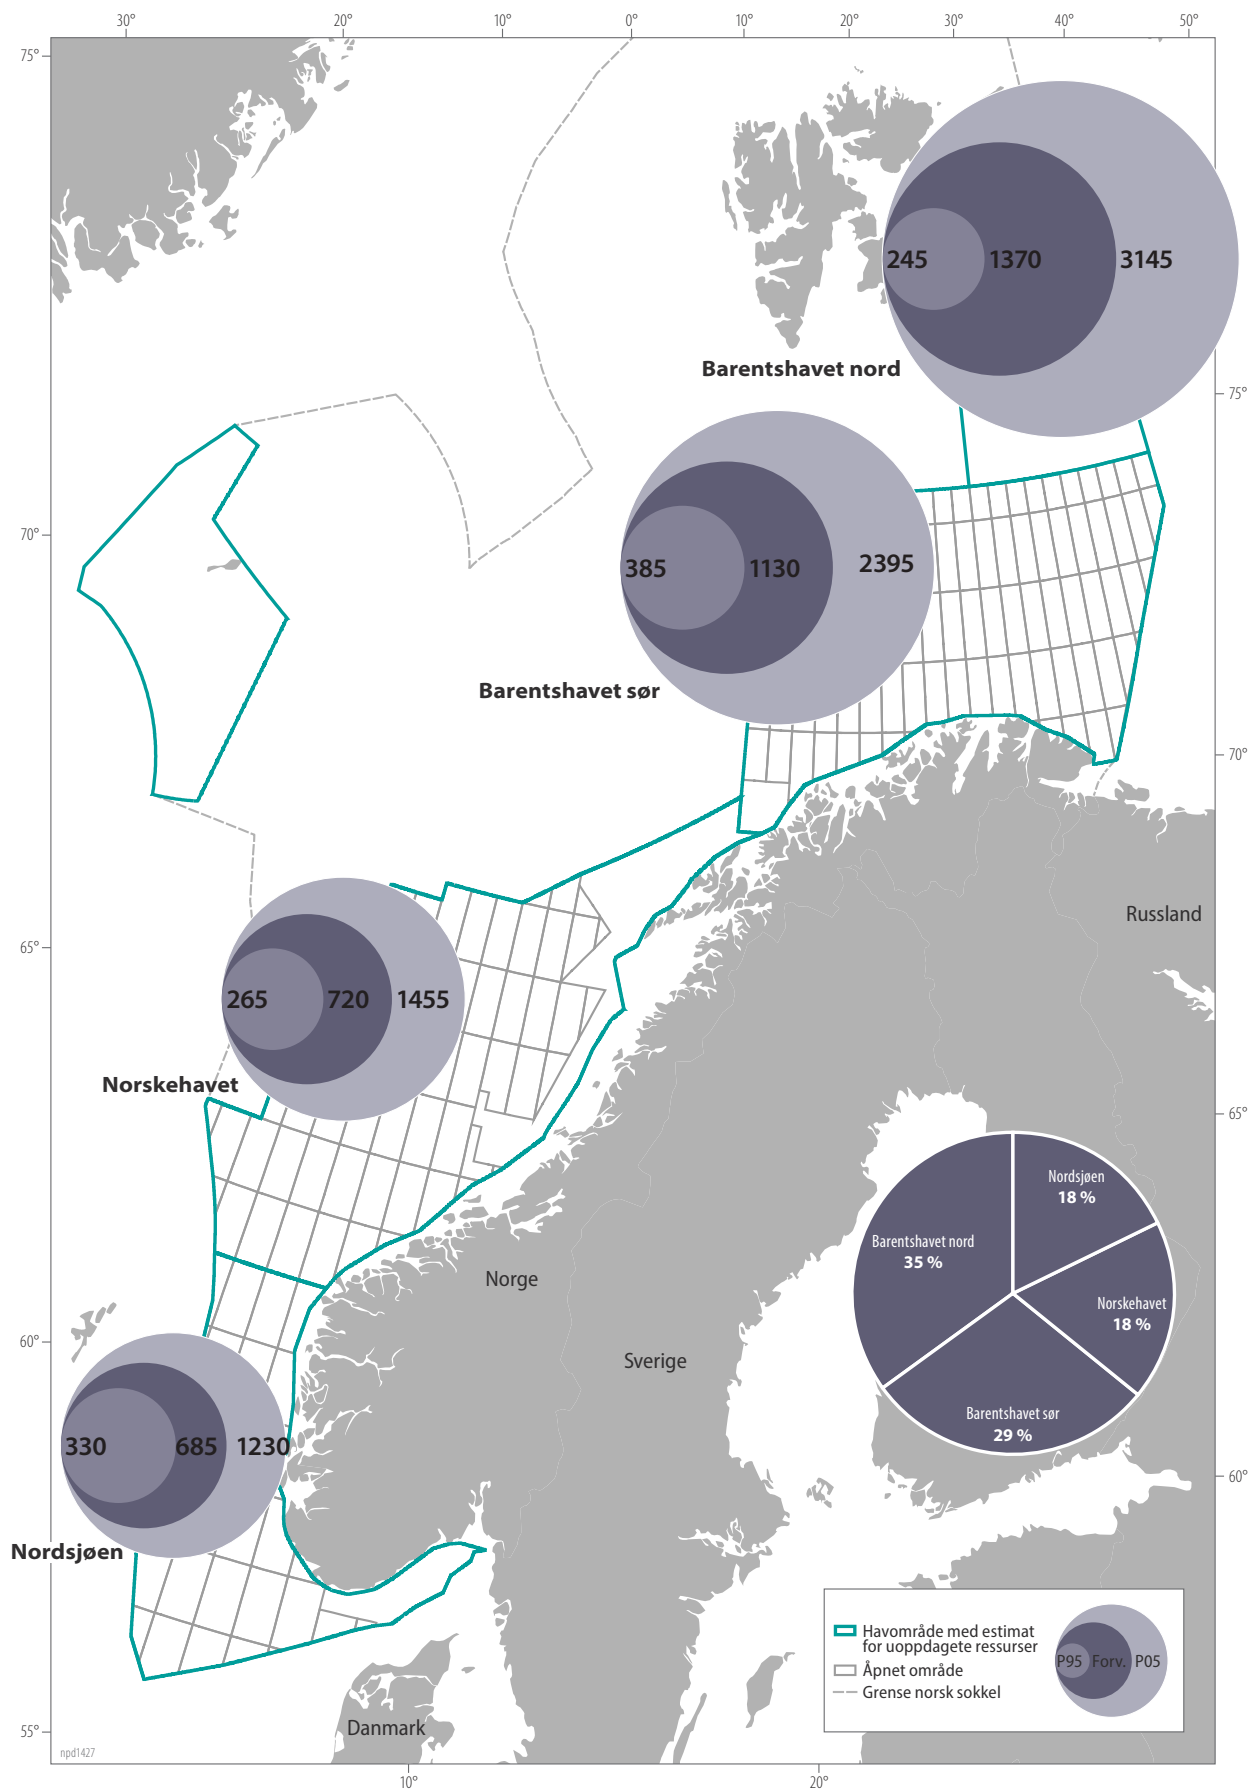 30°
20°
10°
0°
10°
20°
30°
40°
50°
75°
245
1370
3145
Barentshavet nord
75°
70°
385
1130
2395
Barentshavet sør
70°
Russland
65°
265
720
1455
Norskehavet
65°
Nordsjøen
18 %
Barentshavet nord
35 %
Norskehavet
18 %
Barentshavet sør
29 %
Norge
Sverige
60°
330
685
1230
60°
Nordsjøen
Havområde med estimat
for uoppdagete ressurser
Åpnet område
Grense norsk sokkel
P95 Forv. P05
Danmark
55°
npd1427
10°
20°